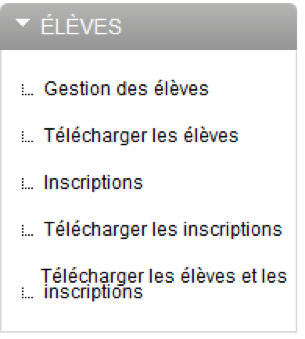 ÉLÈVES
Gestion des élèves
Télécharger les élèves
Inscriptions
Télécharger les inscriptions
Télécharger les élèves et les
inscriptions